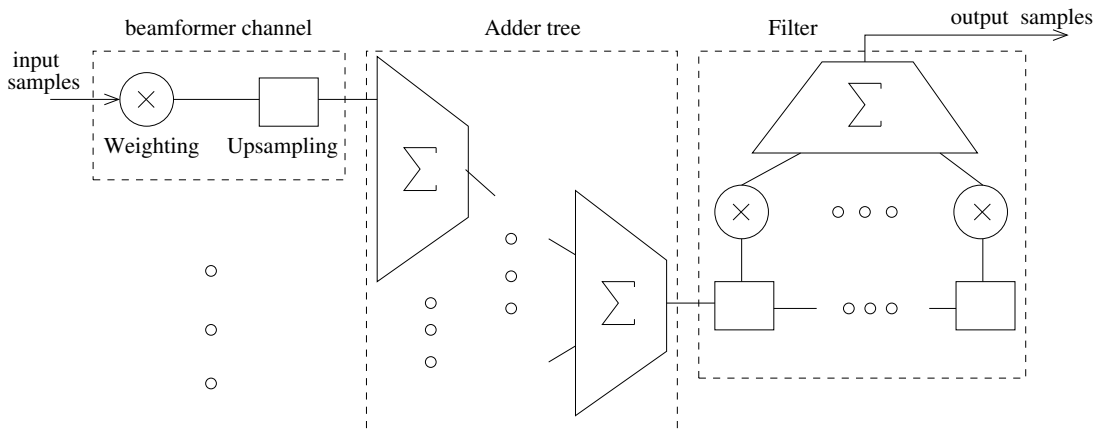 beamformer channel
Adder tree
Filter
output samples
input
samples
×
Σ
Weighting
Upsampling
Σ
×
×
Σ